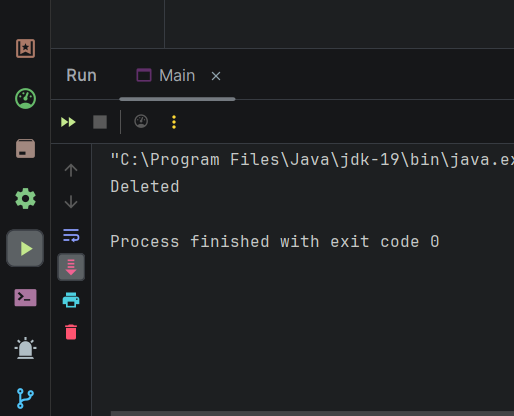 Run
Main
"C:\Program Files\Java\jdk-19\bin\java.ex
Deleted
Process finished with exit code 0